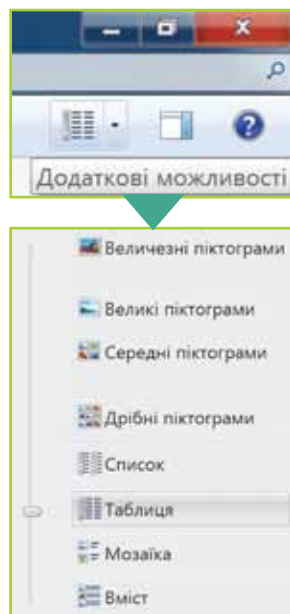 Додаткові можливості
Величезні піктограми
Великі піктограми
Середні піктограми
Дрібні піктограми
Список
Таблиця
Мозаїка
Вміст